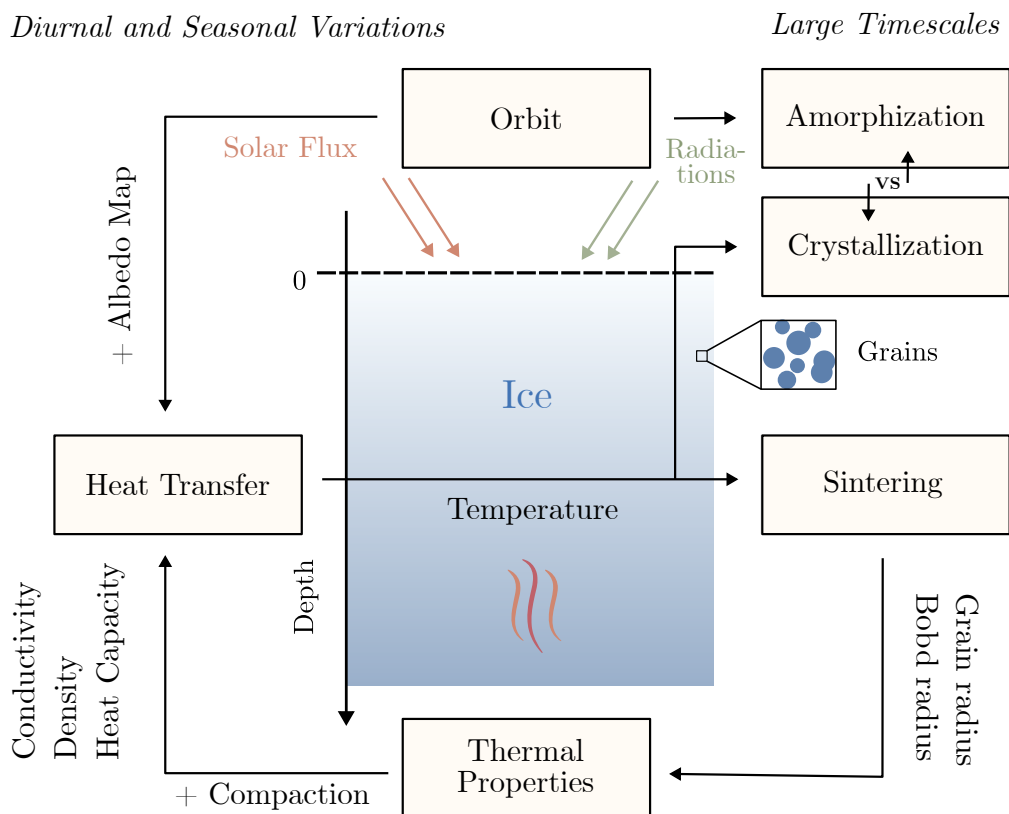 Diurnal and Seasonal Variations
Large Timescales
Orbit
Amorphization
Solar Flux
Radia-
tions
vs
+ Albedo Map
Crystallization
0
Grains
Ice
Heat Transfer
Sintering
Temperature
Depth
Conductivity
Density
Heat Capacity
Grain radius
Bobd radius
Thermal
Properties
+ Compaction